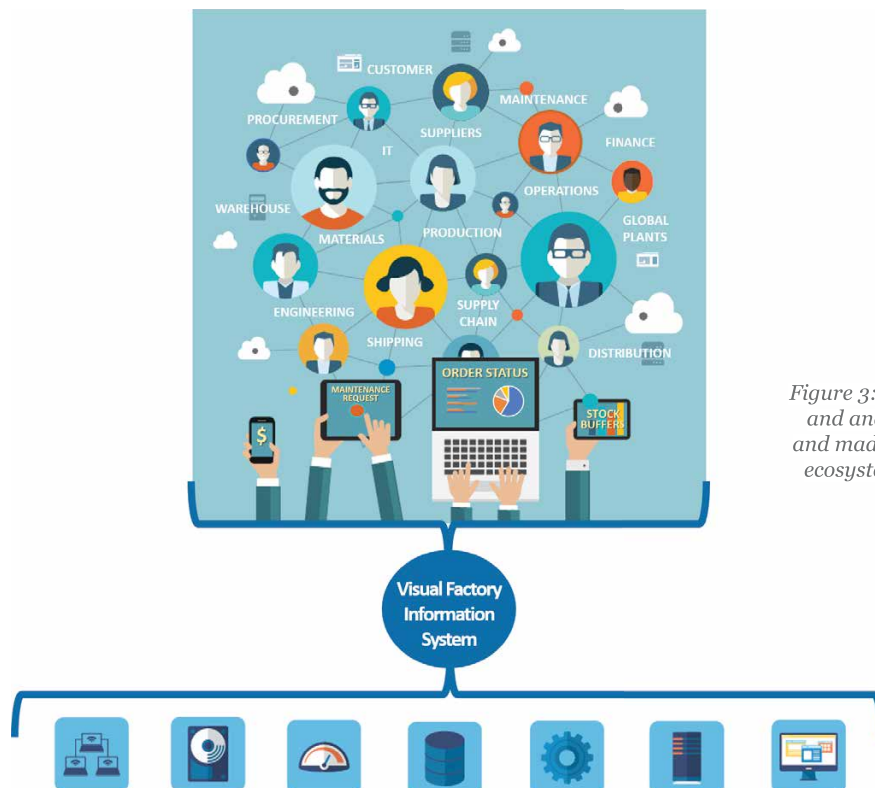 CUSTOMER
MAINTENANCE
PROCUREMENT
SUPPLIERS
FINANCE
IT
OPERATIONS
WAREHOUSE
GLOBAL
PLANTS
MATERIALS
PRODUCTION
ENGINEERING
SUPPLY
CHAIN
SHIPPING
DISTRIBUTION
MAINTENANCE
REQUEST
ORDER STATUS
$
STOCK
BUFFERS
Figure 3:
and
and mad
ecosyst
Visual Factory
Information
System